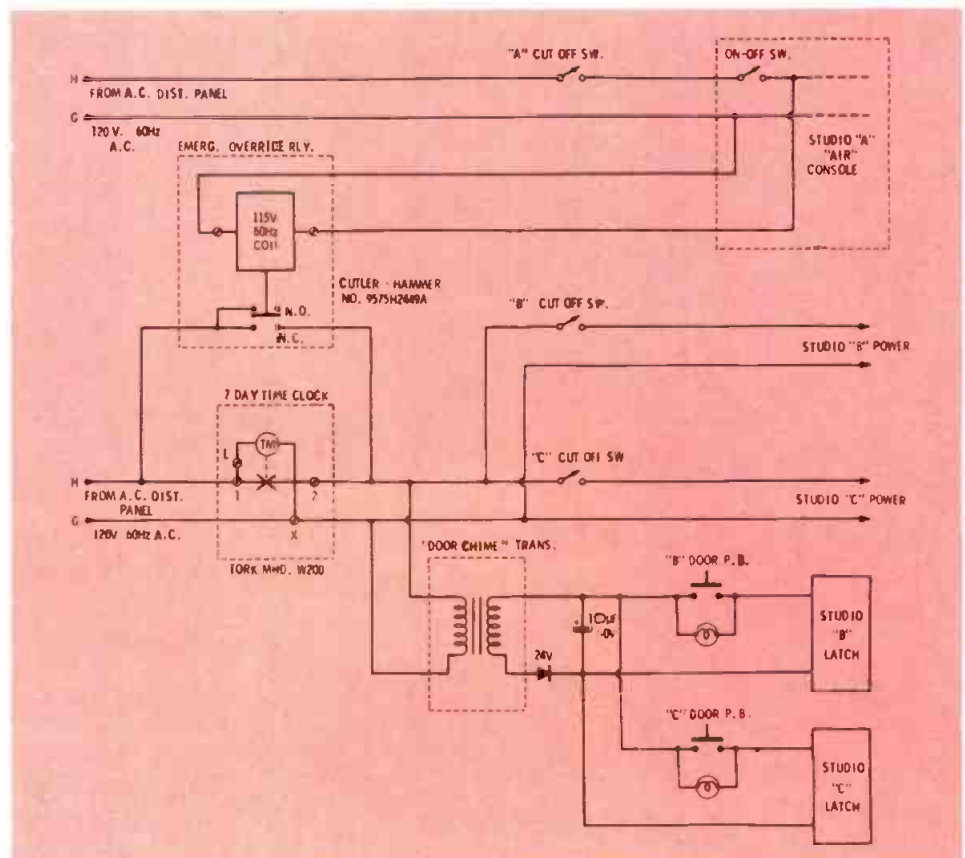 "A" CUT OFF SW.
ON-OFF SW.
H
FROM A.C. DIST. PANEL
G
120 V. 60Hz
A.C.
EMERG. OVERRIDE RLY.
STUDIO "A"
"AIR"
CONSOLE
115V
60Hz
COIL
CUTLER-HAMMER
NO. 9575H2449A
N.O.
N.C.
"B" CUT OFF SW.
STUDIO "B" POWER
7 DAY TIME CLOCK
L
TM
"C" CUT OFF SW
H
1
2
FROM A.C. DIST.
PANEL
STUDIO "C" POWER
G
120V 60Hz A.C.
X
TORK MHD. W200
"DOOR CHIME" TRANS.
"B" DOOR P.B.
10UF
24V
STUDIO
"B"
LATCH
"C" DOOR P.B.
STUDIO
"C"
LATCH